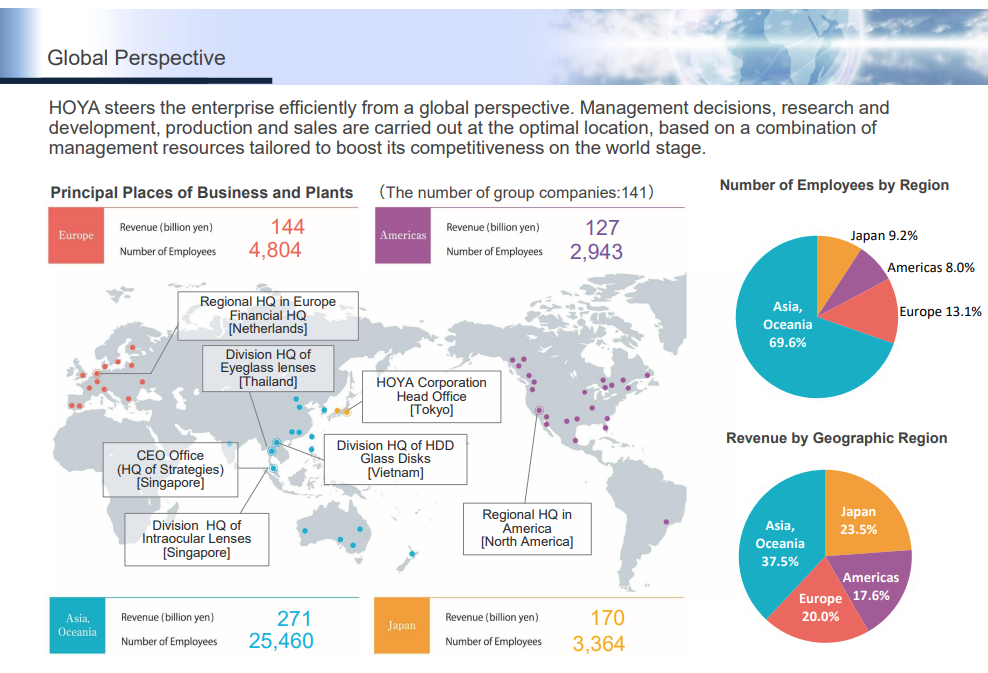 Global Perspective
HOYA steers the enterprise efficiently from a global perspective. Management decisions, research and
development, production and sales are carried out at the optimal location, based on a combination of
management resources tailored to boost its competitiveness on the world stage.
Principal Places of Business and Plants (The number of group companies:141)
Europe
Revenue (billion yen) 144
Number of Employees 4,804
Americas
Revenue (billion yen) 127
Number of Employees 2,943
Regional HQ in Europe
Financial HQ
[Netherlands]
Division HQ of
Eyeglass lenses
[Thailand]
HOYA Corporation
Head Office
[Tokyo]
CEO Office
(HQ of Strategies)
[Singapore]
Division HQ of HDD
Glass Disks
[Vietnam]
Division HQ of
Intraocular Lenses
[Singapore]
Regional HQ in
America
[North America]
Asia,
Oceania
Revenue (billion yen) 271
Number of Employees 25,460
Japan
Revenue (billion yen) 170
Number of Employees 3,364
Number of Employees by Region
Japan 9.2%
Americas 8.0%
Europe 13.1%
Asia,
Oceania
69.6%
Revenue by Geographic Region
Japan
23.5%
Americas
17.6%
Europe
20.0%
Asia,
Oceania
37.5%